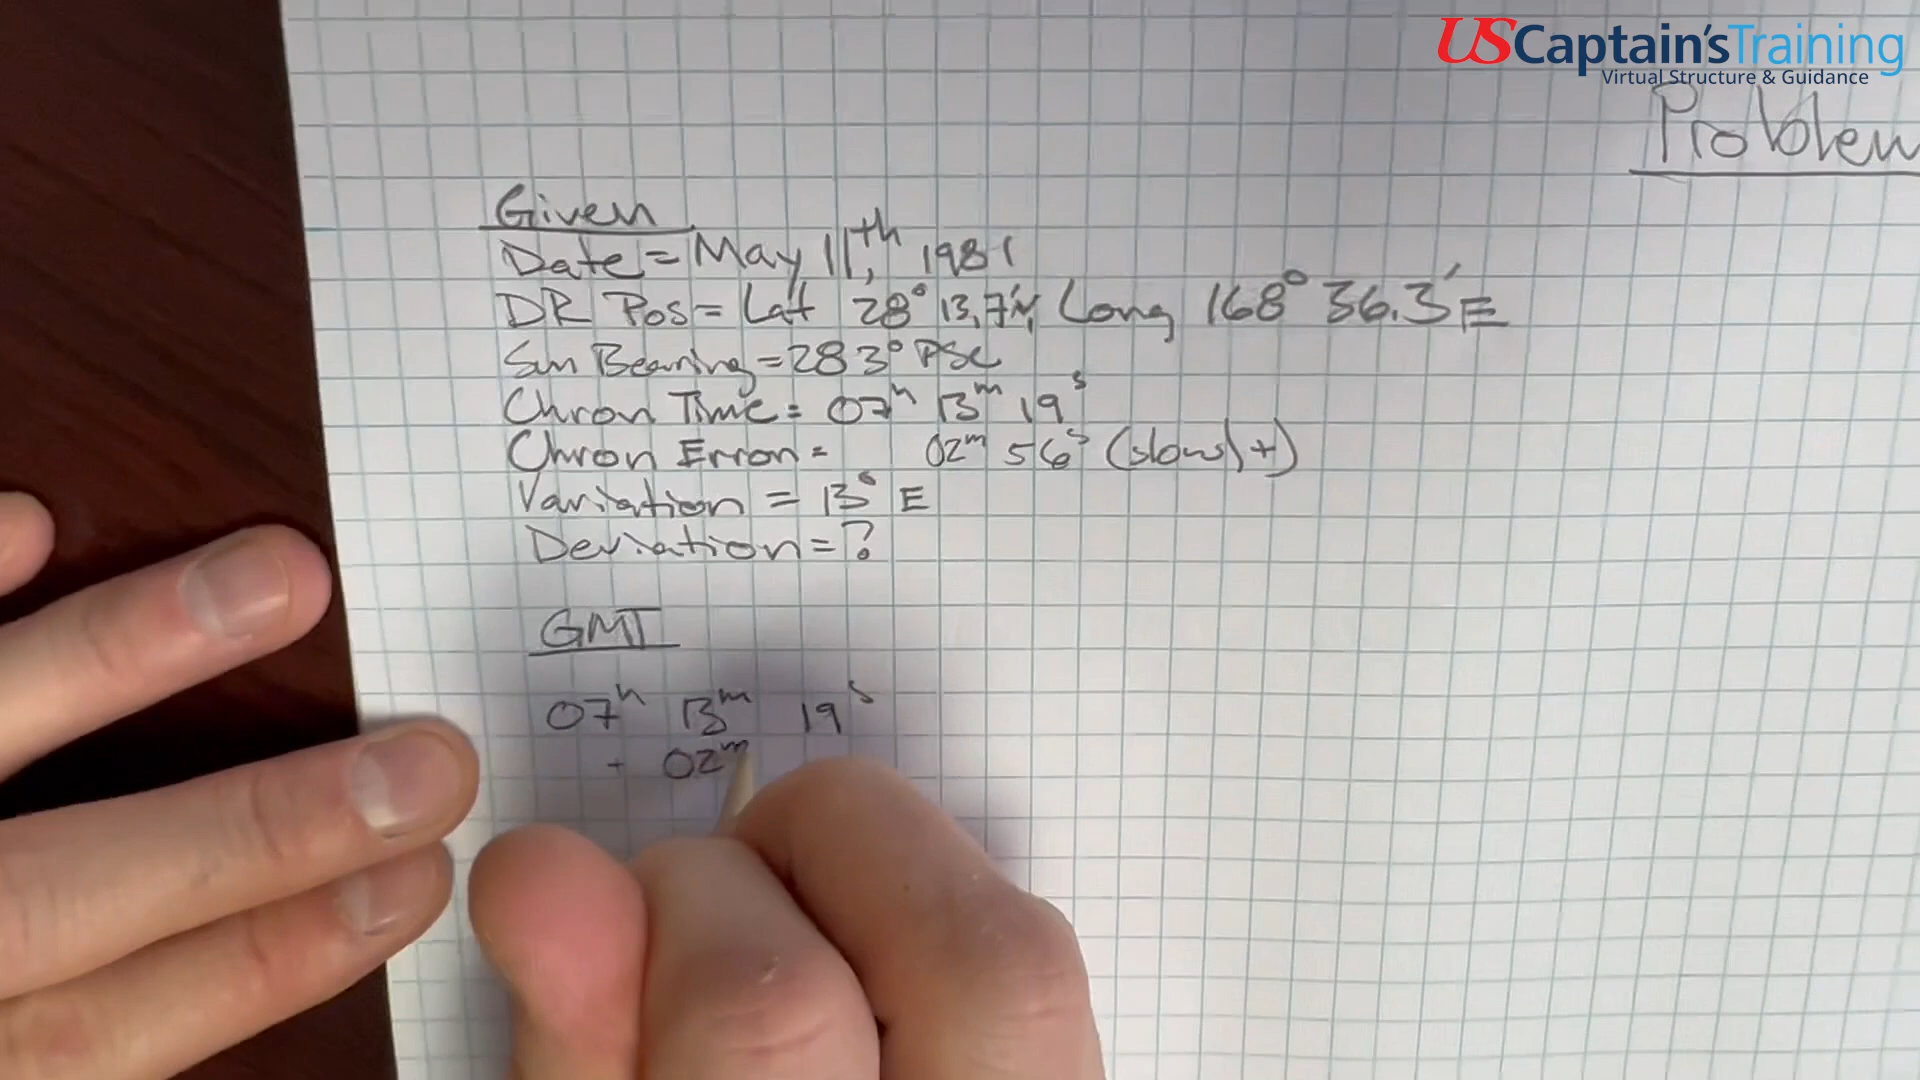 USCaptain'sTraining
Virtual Structure & Guidance
Problem
Given
Date = May 11th, 1981
DR Pos = Lat 28° 13.7'N, Long 168° 36.3' E
Sun Bearing = 283° PSC
Chron Time = 07h 13m 19s
Chron Error = 02m 56s (slow)(+)
Variation = 13° E
Deviation = ?
GMT
07h 13m 19s
+ 02m